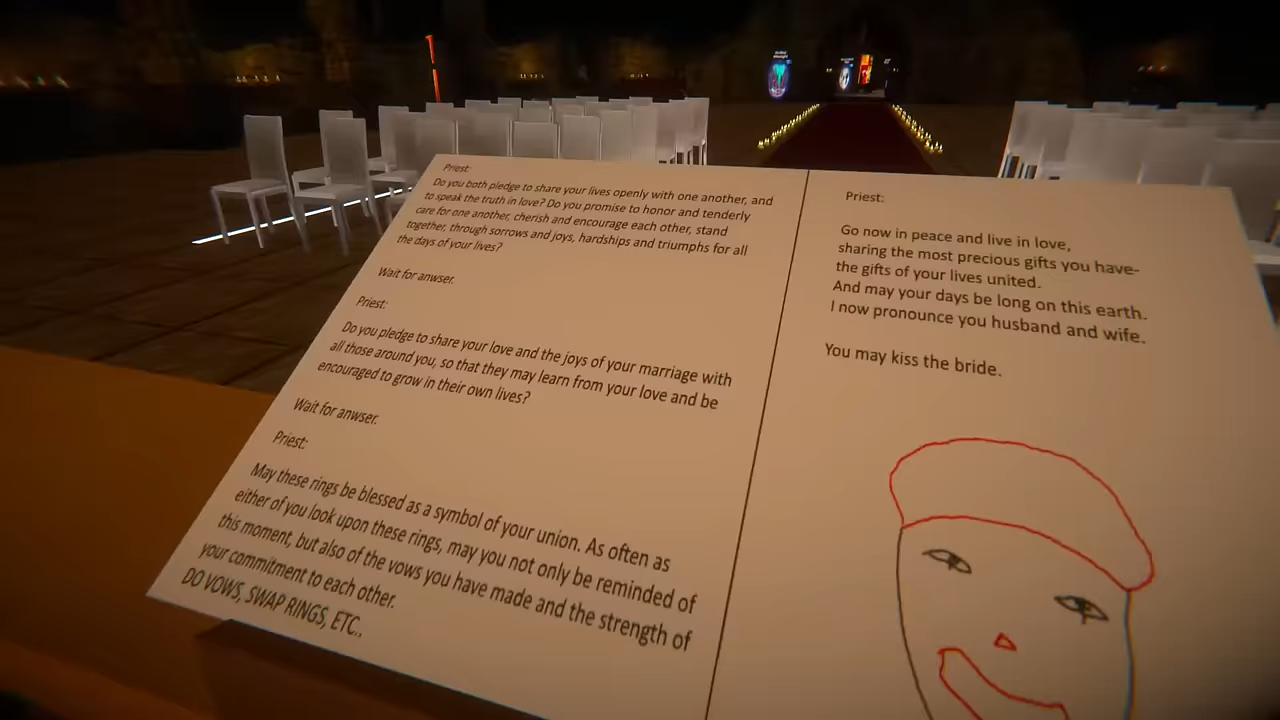 Priest:
Do you both pledge to share your lives openly with one another, and
to speak the truth in love? Do you promise to honor and tenderly
care for one another, cherish and encourage each other, stand
together, through sorrows and joys, hardships and triumphs for all
the days of your lives?
Wait for anwser.
Priest:
Do you pledge to share your love and the joys of your marriage with
all those around you, so that they may learn from your love and be
encouraged to grow in their own lives?
Wait for anwser.
Priest:
May these rings be blessed as a symbol of your union. As often as
either of you look upon these rings, may you not only be reminded of
this moment, but also of the vows you have made and the strength of
your commitment to each other.
DO VOWS, SWAP RINGS, ETC..
Priest:
Go now in peace and live in love,
sharing the most precious gifts you have-
the gifts of your lives united.
And may your days be long on this earth.
I now pronounce you husband and wife.
You may kiss the bride.